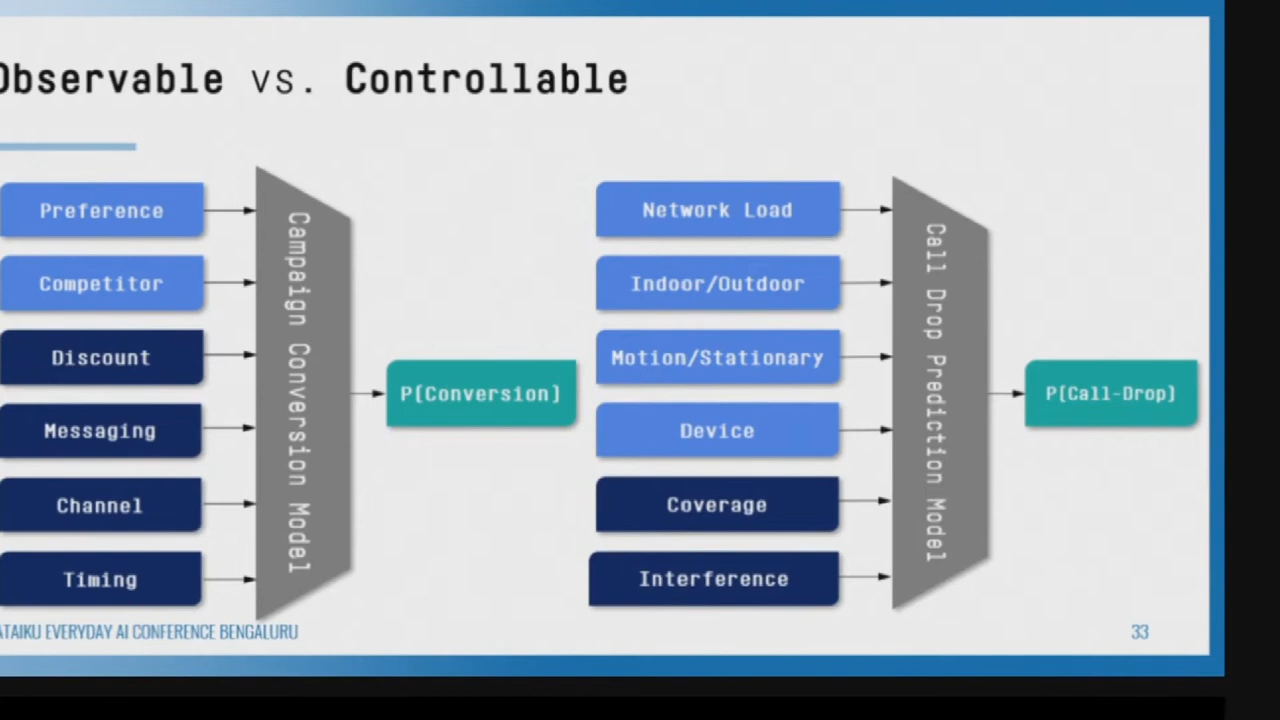 Observable vs. Controllable
Preference
Competitor
Discount
Messaging
Channel
Timing
Campaign Conversion Model
P(Conversion)
Network Load
Indoor/Outdoor
Motion/Stationary
Device
Coverage
Interference
Call Drop Prediction Model
P(Call-Drop)
ATAIKU EVERYDAY AI CONFERENCE BENGALURU
33